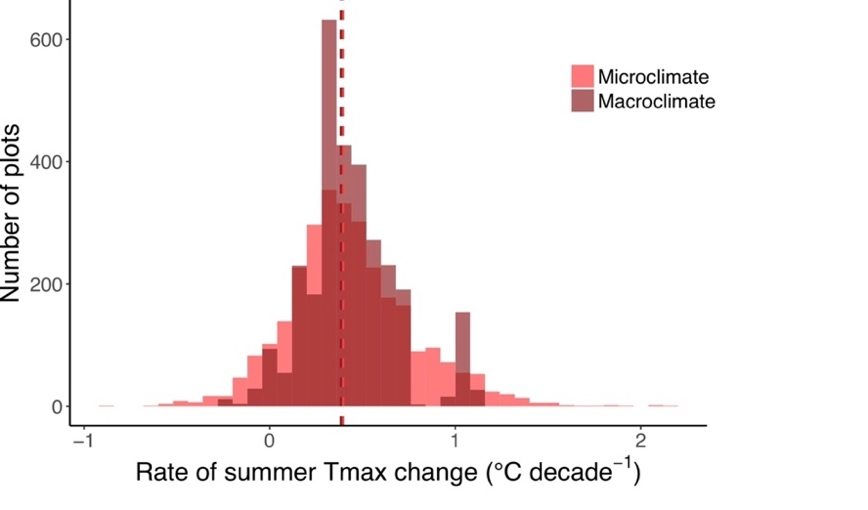 600
400
200
0
Number of plots
Microclimate
Macroclimate
−1 0 1 2
Rate of summer Tmax change (°C decade⁻¹)